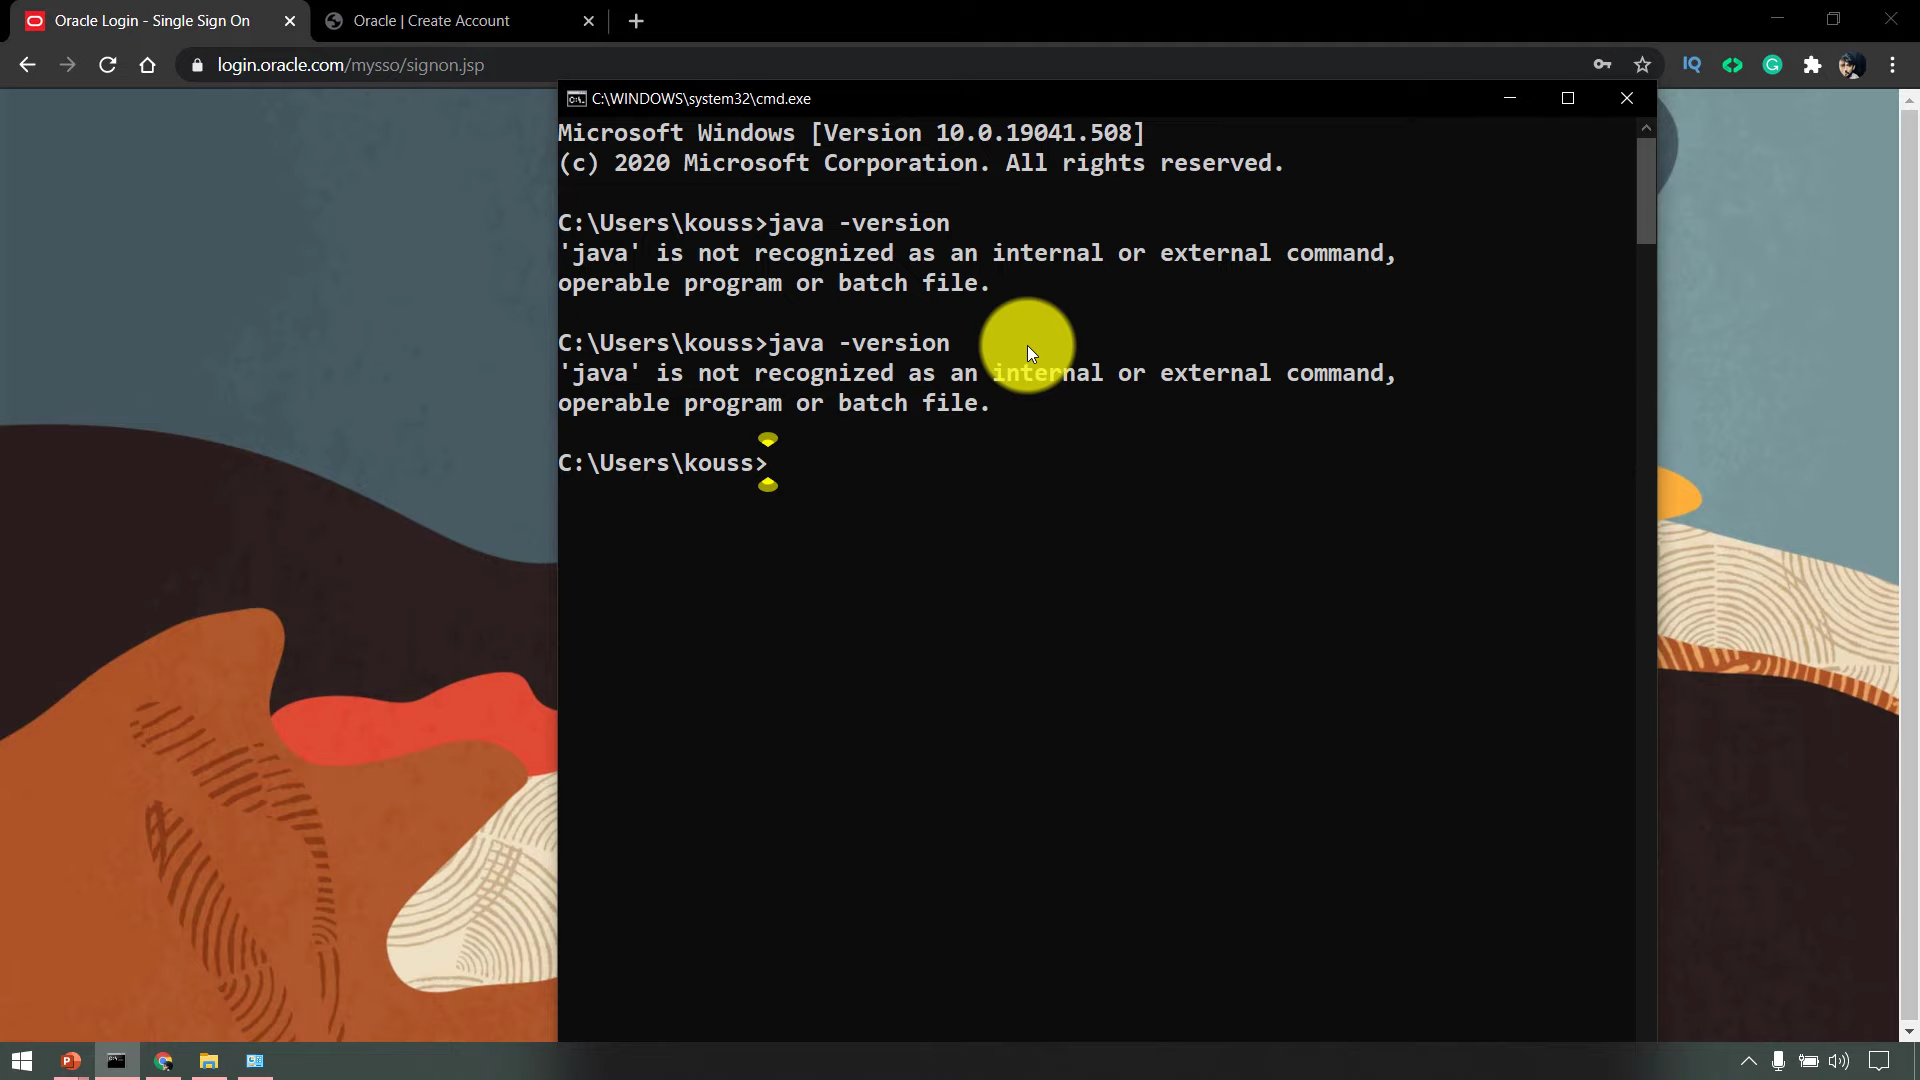 Oracle Login - Single Sign On
Oracle | Create Account
login.oracle.com/mysso/signon.jsp
IQ
C:\WINDOWS\system32\cmd.exe
Microsoft Windows [Version 10.0.19041.508]
(c) 2020 Microsoft Corporation. All rights reserved.
C:\Users\kouss>java -version
'java' is not recognized as an internal or external command,
operable program or batch file.
C:\Users\kouss>java -version
'java' is not recognized as an internal or external command,
operable program or batch file.
C:\Users\kouss>